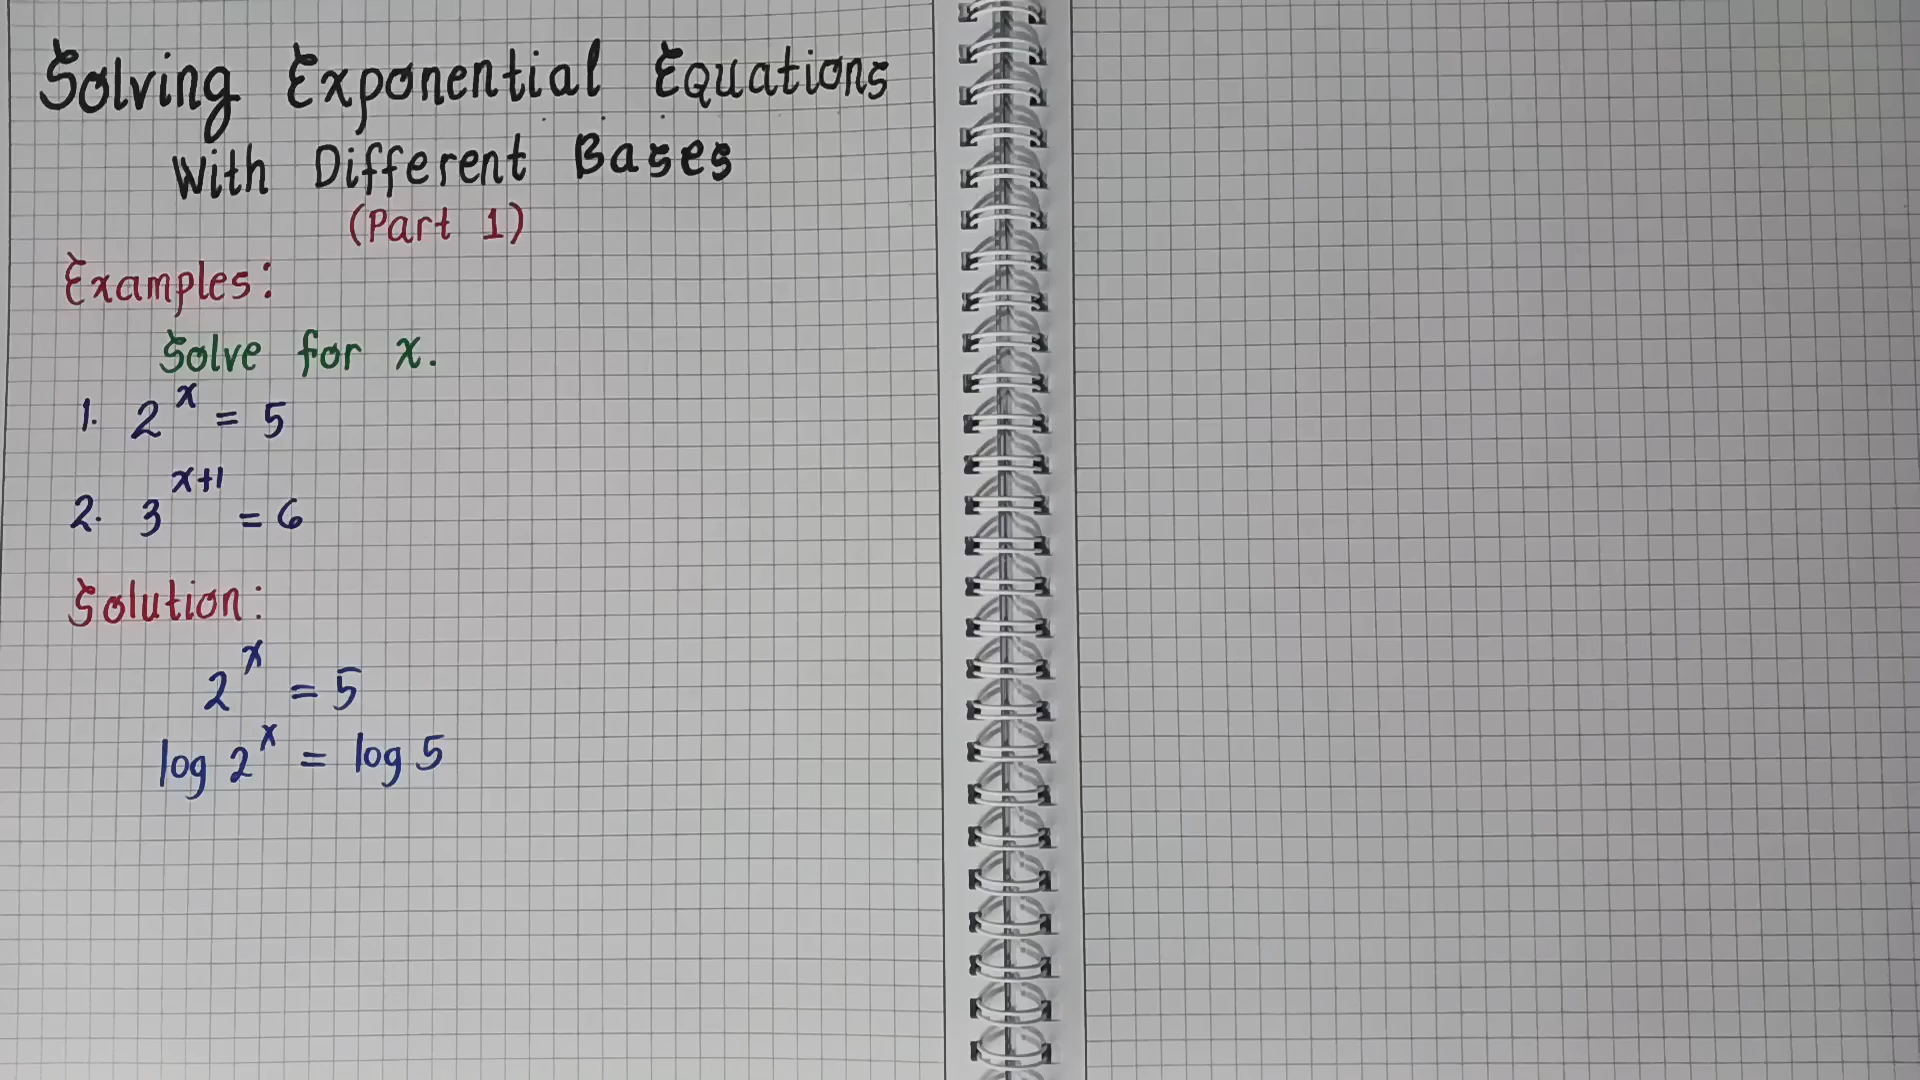 Solving Exponential Equations
With Different Bases
(Part 1)
Examples:
Solve for x.
1. 2^x = 5
2. 3^{x+1} = 6
Solution:
2^x = 5
log 2^x = log 5